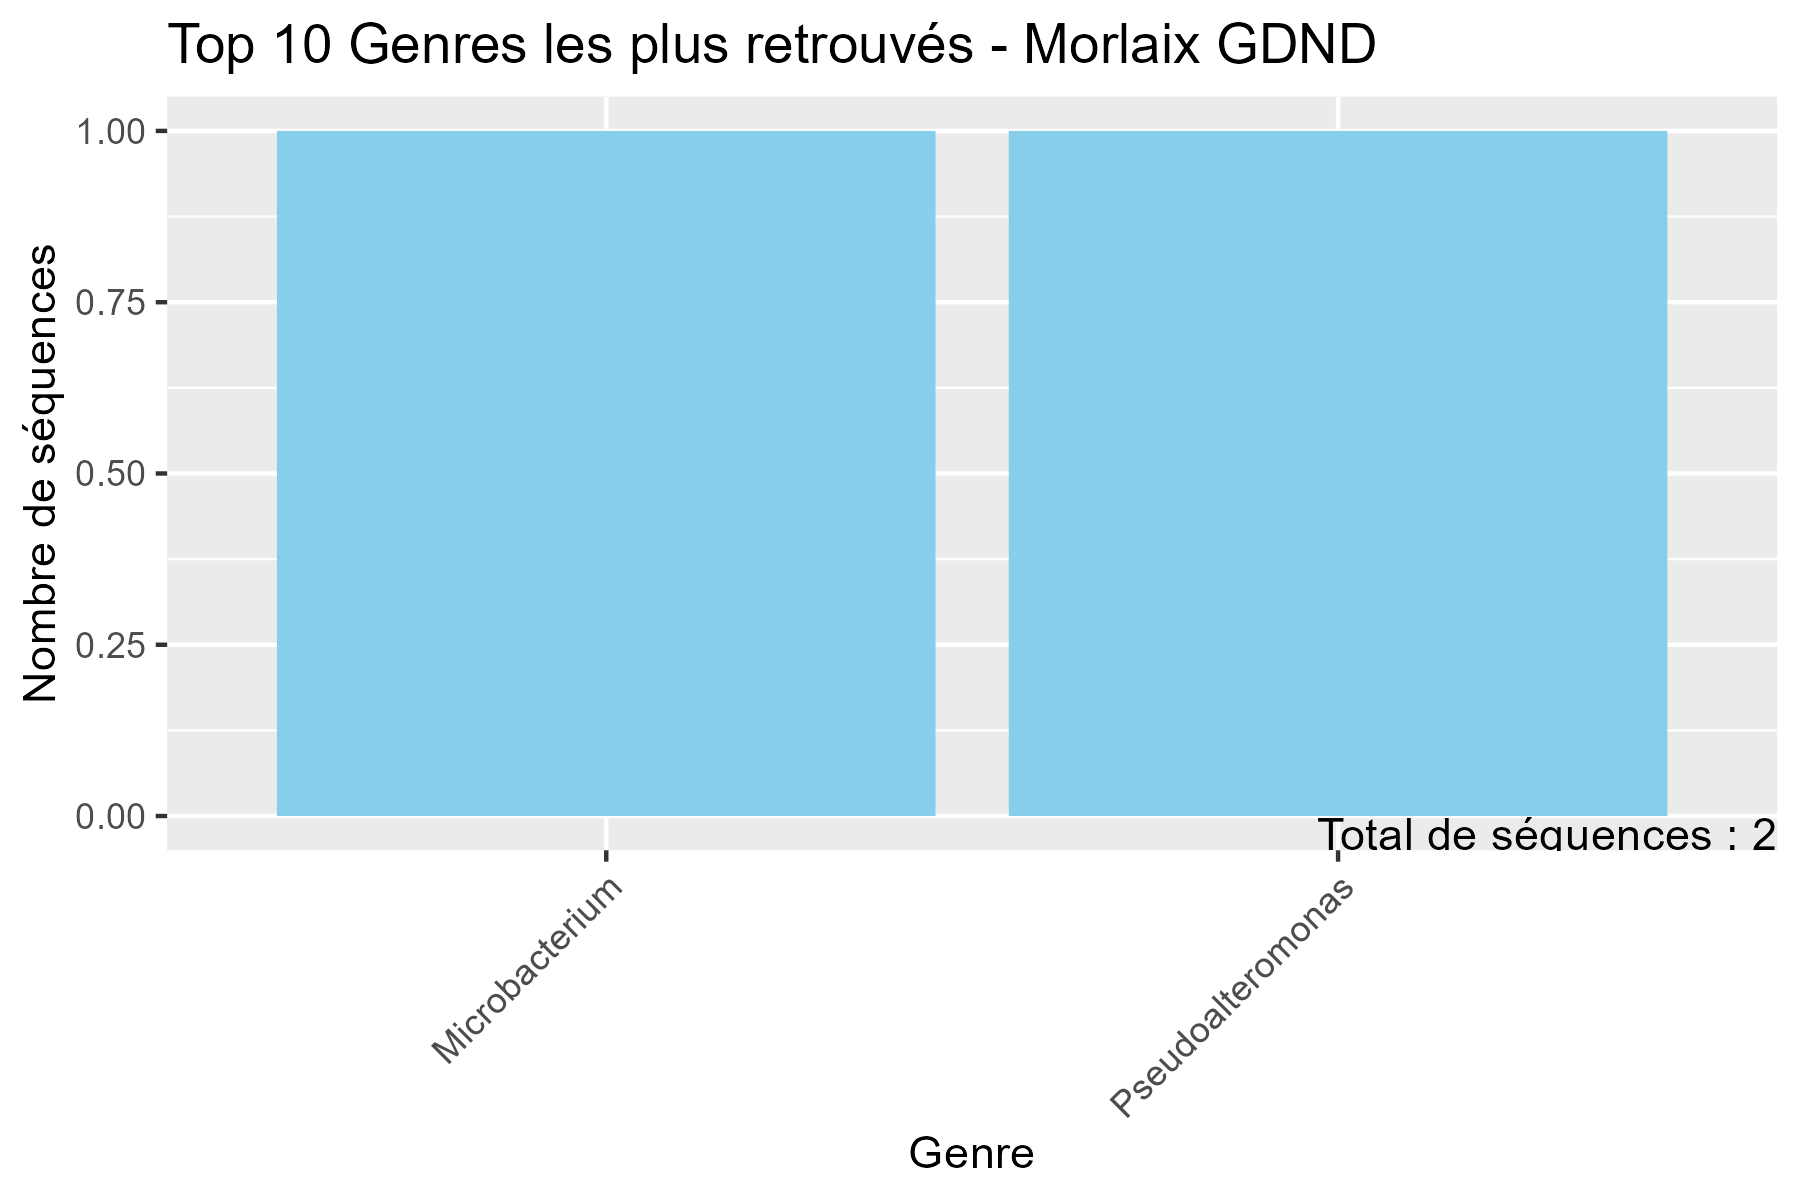 Top 10 Genres les plus retrouvés - Morlaix GDND
Nombre de séquences
1.00
0.75
0.50
0.25
0.00
Total de séquences : 2
Microbacterium
Pseudoalteromonas
Genre